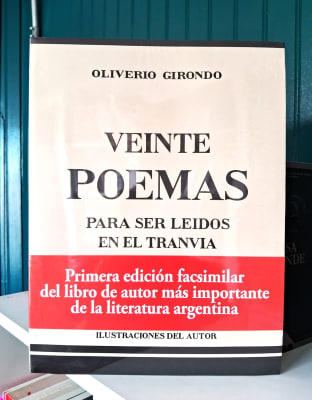 OLIVERIO GIRONDO
VEINTE
POEMAS
PARA SER LEIDOS
EN EL TRANVIA
Primera edición facsimilar
del libro de autor más importante
de la literatura argentina
ILUSTRACIONES DEL AUTOR